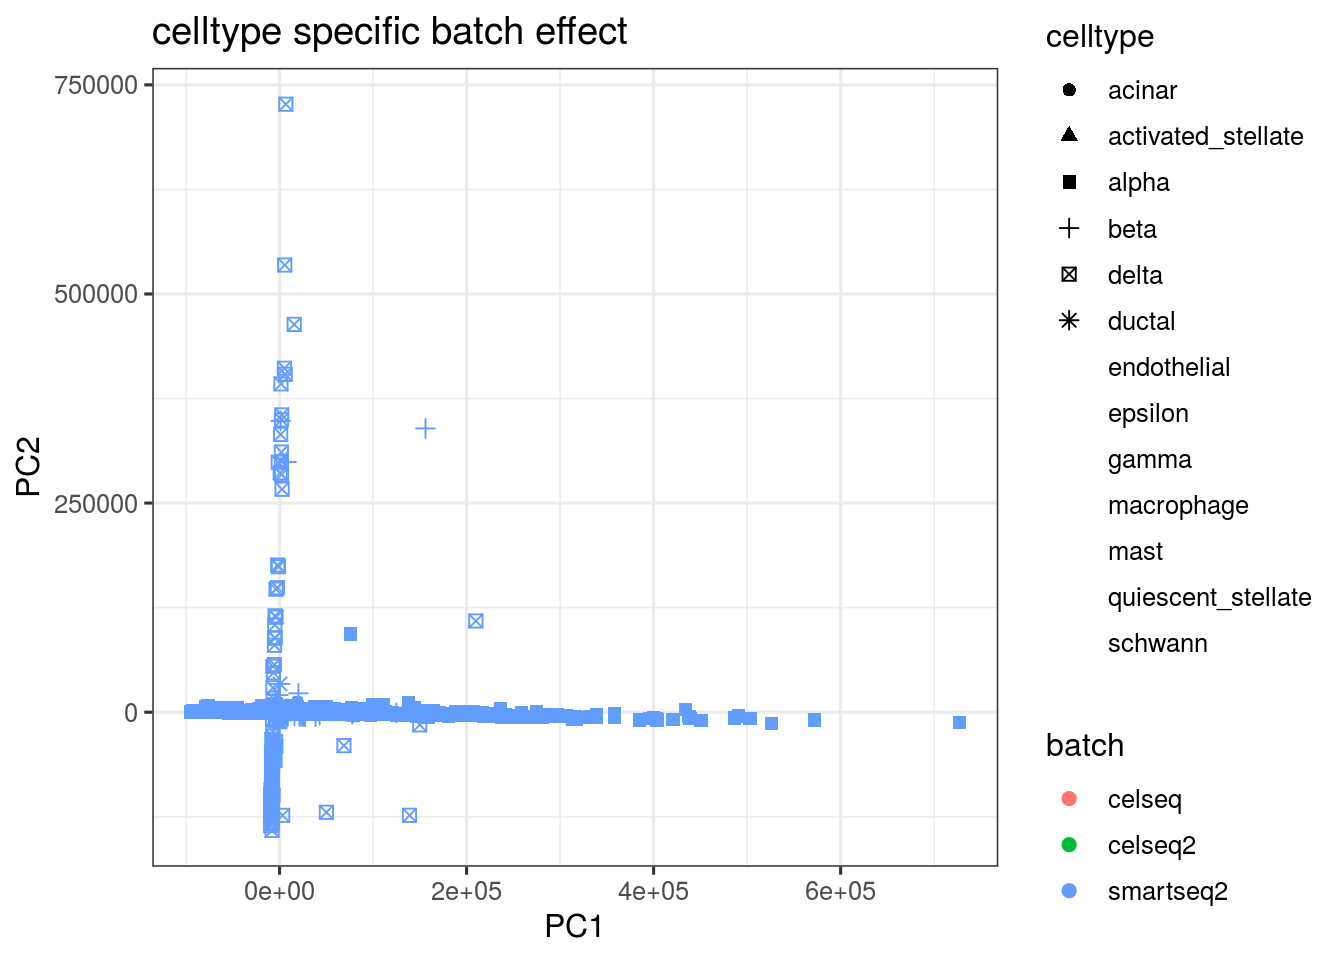 celltype specific batch effect
750000
500000
250000
0
PC2
0e+00
2e+05
4e+05
6e+05
PC1
celltype
acinar
activated_stellate
alpha
beta
delta
ductal
endothelial
epsilon
gamma
macrophage
mast
quiescent_stellate
schwann
batch
celseq
celseq2
smartseq2